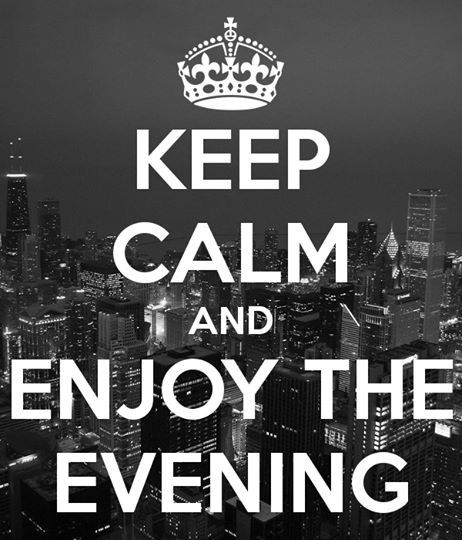 KEEP
CALM
AND
ENJOY THE
EVENING